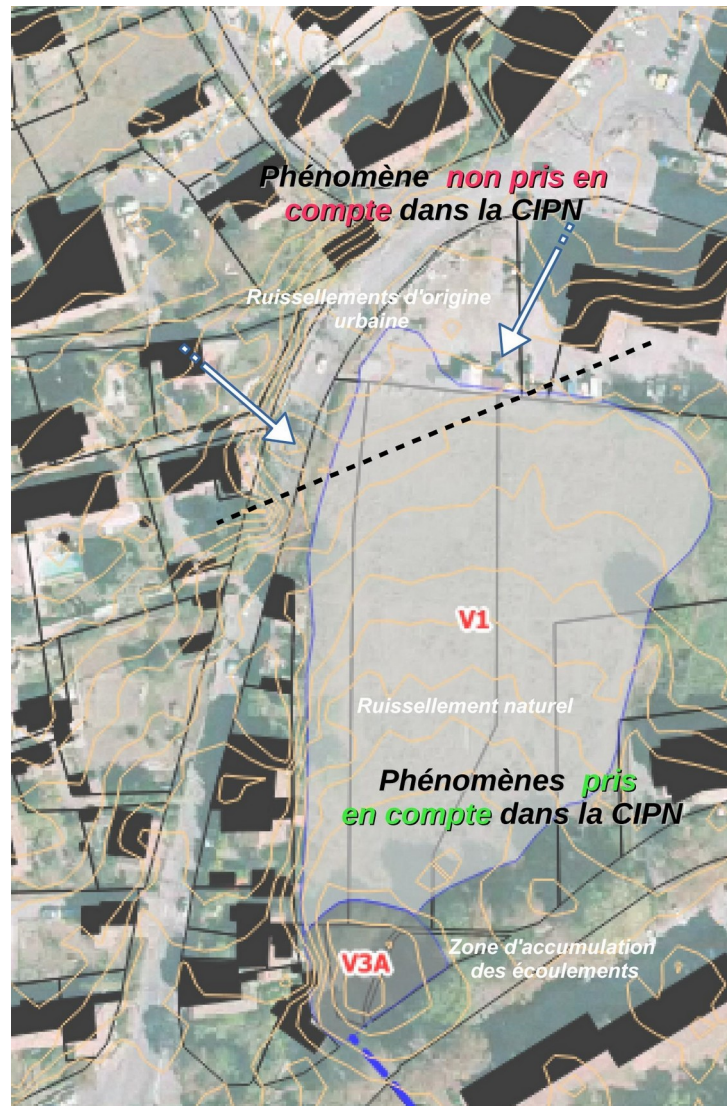 Phénomène non pris en
compte dans la CIPN
Ruissellements d'origine
urbaine
V1
Ruissellement naturel
Phénomènes pris
en compte dans la CIPN
Zone d'accumulation
des écoulements
V3A